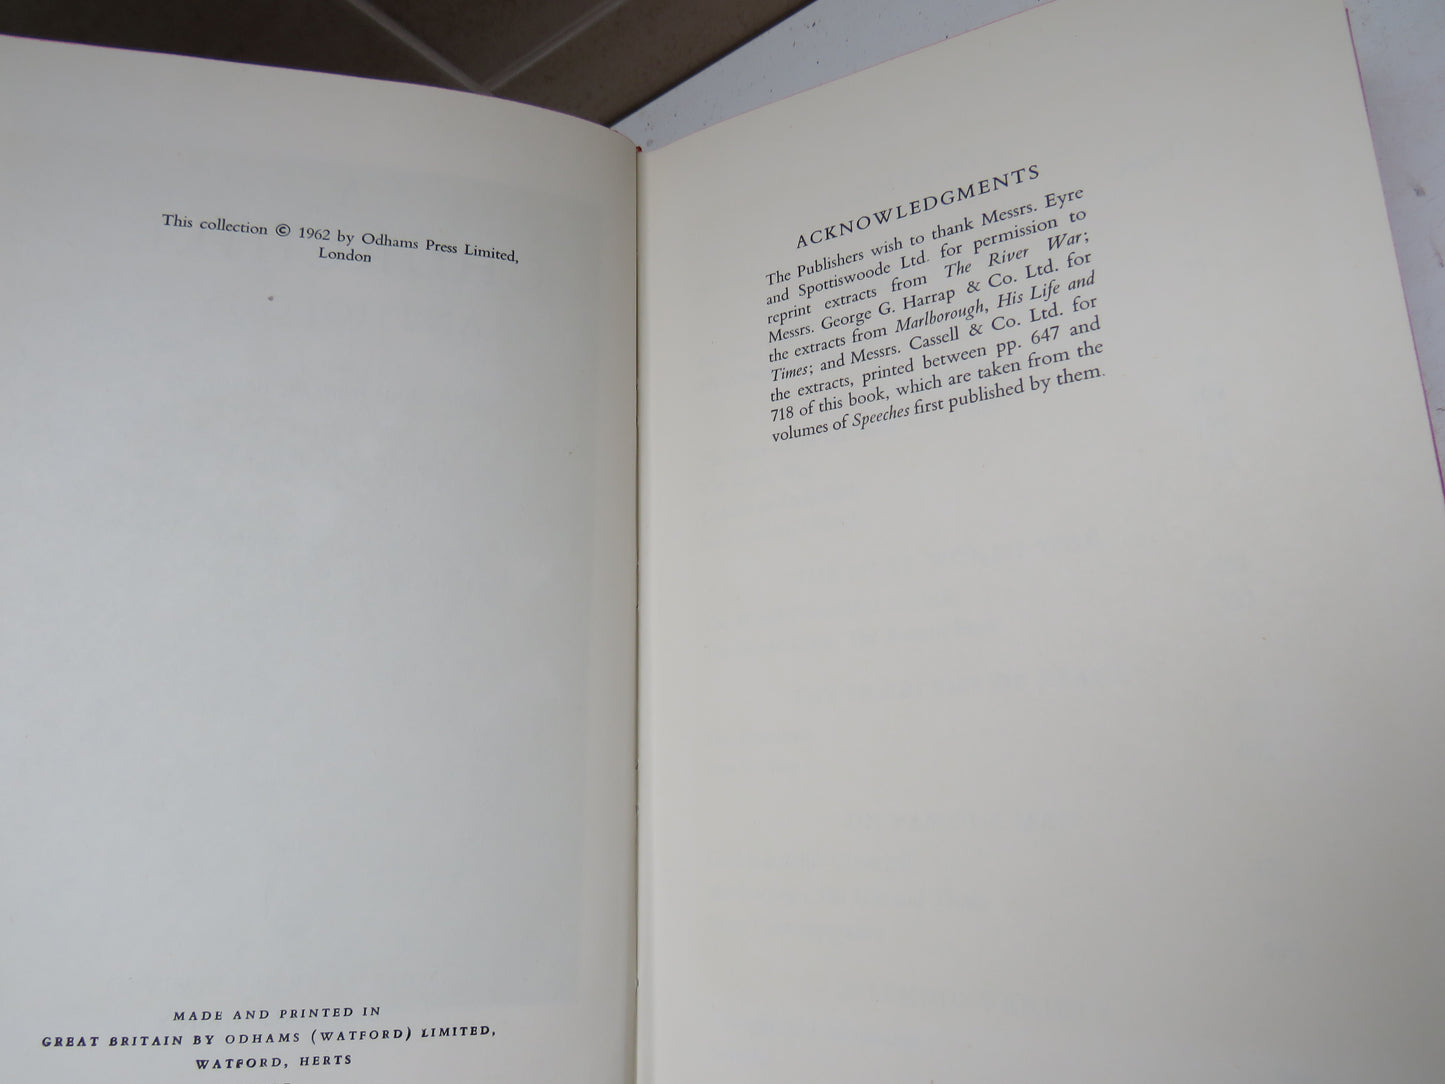 This collection © 1962 by Odhams Press Limited,
London
MADE AND PRINTED IN
GREAT BRITAIN BY ODHAMS (WATFORD) LIMITED,
WATFORD, HERTS
ACKNOWLEDGMENTS
The Publishers wish to thank Messrs. Eyre
and Spottiswoode Ltd. for permission to
reprint extracts from The River War;
Messrs. George G. Harrap & Co. Ltd. for
the extracts from Marlborough, His Life and
Times; and Messrs. Cassell & Co. Ltd. for
the extracts, printed between pp. 647 and
718 of this book, which are taken from the
volumes of Speeches first published by them.